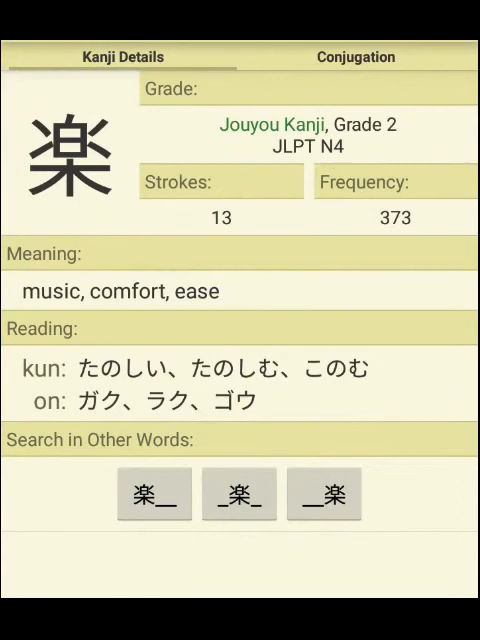 Kanji Details
Conjugation
楽
Grade:
Jouyou Kanji, Grade 2
JLPT N4
Strokes:
Frequency:
13
373
Meaning:
music, comfort, ease
Reading:
kun: たのしい、たのしむ、このむ
on: ガク、ラク、ゴウ
Search in Other Words:
楽__
_楽_
__楽